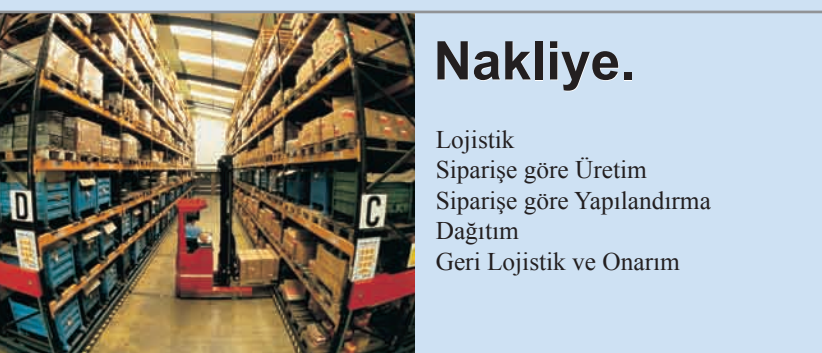 D
C
Nakliye.
Lojistik
Siparişe göre Üretim
Siparişe göre Yapılandırma
Dağıtım
Geri Lojistik ve Onarım